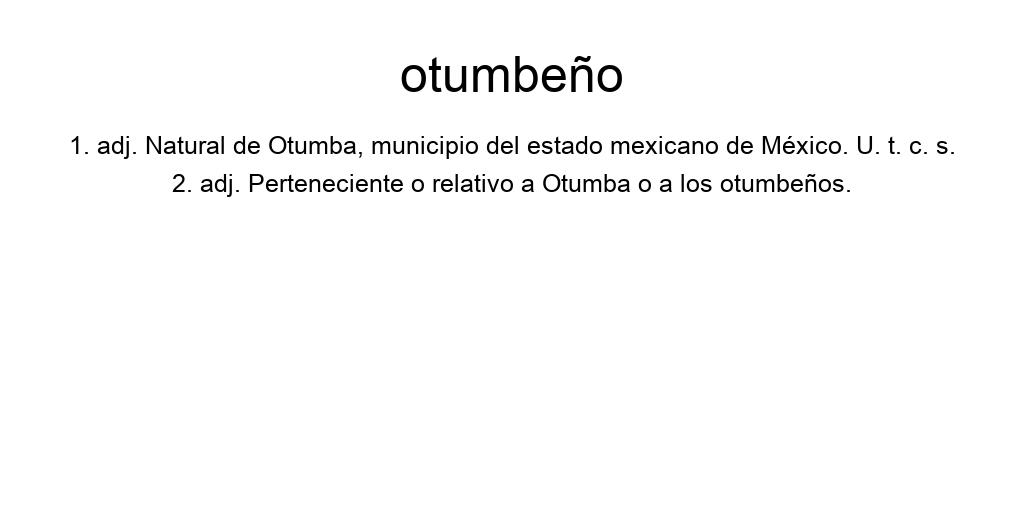 otumbeño
1. adj. Natural de Otumba, municipio del estado mexicano de México. U. t. c. s.
2. adj. Perteneciente o relativo a Otumba o a los otumbeños.